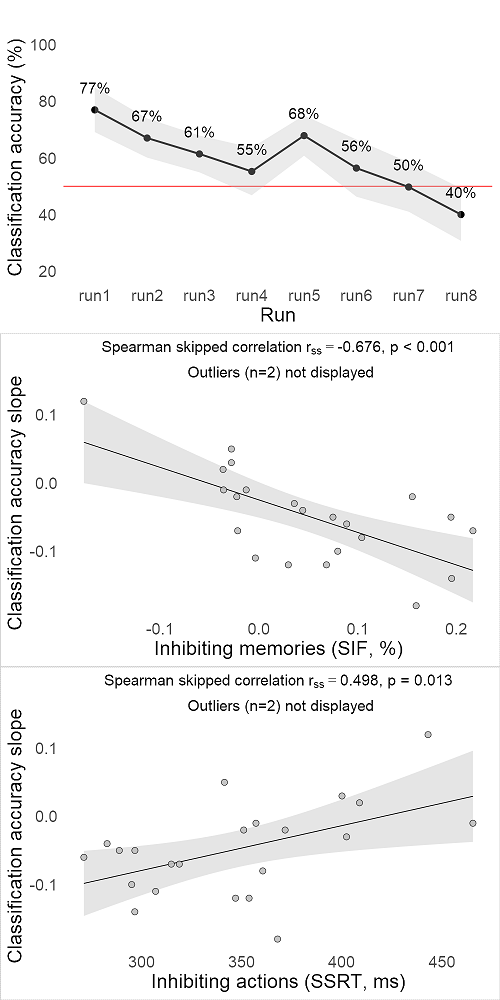 Classification accuracy (%)
100
80
60
40
20
77%
67%
61%
55%
68%
56%
50%
40%
run1 run2 run3 run4 run5 run6 run7 run8
Run
Spearman skipped correlation rss = -0.676, p < 0.001
Outliers (n=2) not displayed
Classification accuracy slope
0.1
0.0
-0.1
-0.1 0.0 0.1 0.2
Inhibiting memories (SIF, %)
Spearman skipped correlation rss = 0.498, p = 0.013
Outliers (n=2) not displayed
Classification accuracy slope
0.1
0.0
-0.1
300 350 400 450
Inhibiting actions (SSRT, ms)